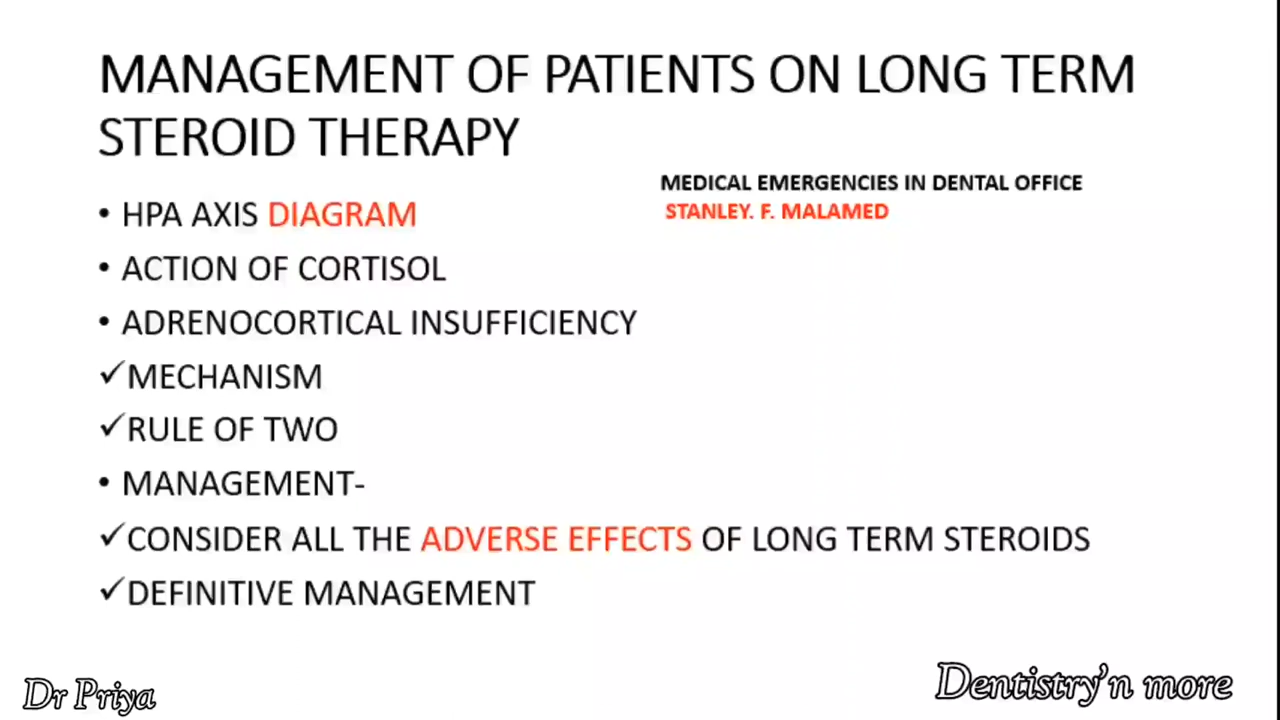 MANAGEMENT OF PATIENTS ON LONG TERM
STEROID THERAPY
MEDICAL EMERGENCIES IN DENTAL OFFICE
STANLEY. F. MALAMED
• HPA AXIS DIAGRAM
• ACTION OF CORTISOL
• ADRENOCORTICAL INSUFFICIENCY
✓MECHANISM
✓RULE OF TWO
• MANAGEMENT-
✓CONSIDER ALL THE ADVERSE EFFECTS OF LONG TERM STEROIDS
✓DEFINITIVE MANAGEMENT
Dr Priya
Dentistry'n more